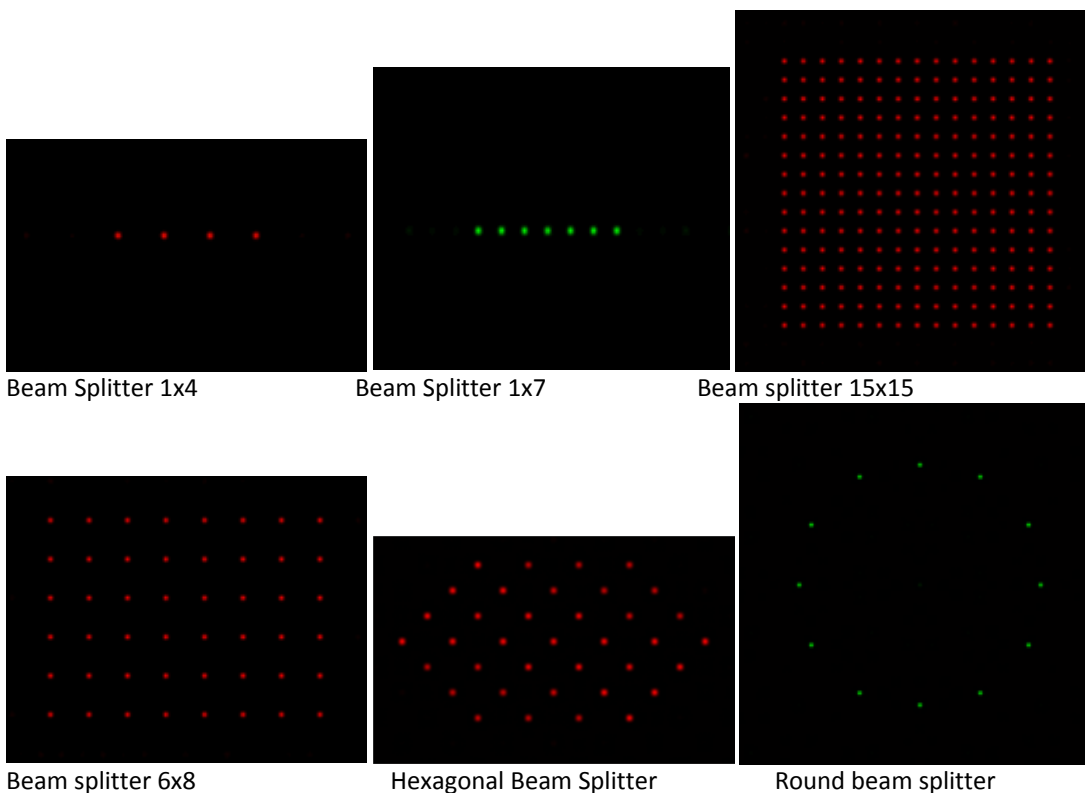 Beam Splitter 1x4
Beam Splitter 1x7
Beam splitter 15x15
Beam splitter 6x8
Hexagonal Beam Splitter
Round beam splitter